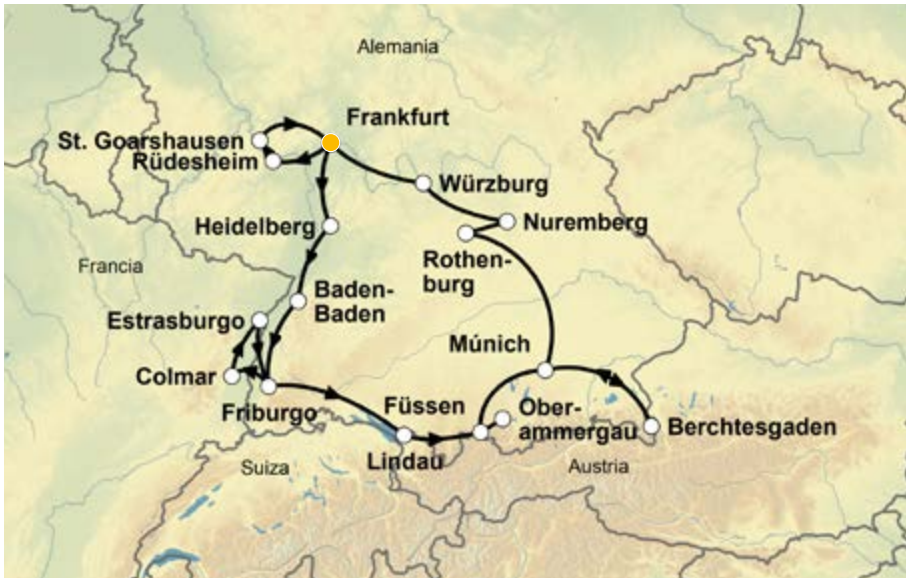 Alemania
Frankfurt
St. Goarshausen
Rüdesheim
Würzburg
Nuremberg
Heidelberg
Rothen-
burg
Francia
Baden-
Baden
Estrasburgo
Múnich
Colmar
Friburgo
Füssen
Ober-
ammergau
Berchtesgaden
Lindau
Suiza
Austria